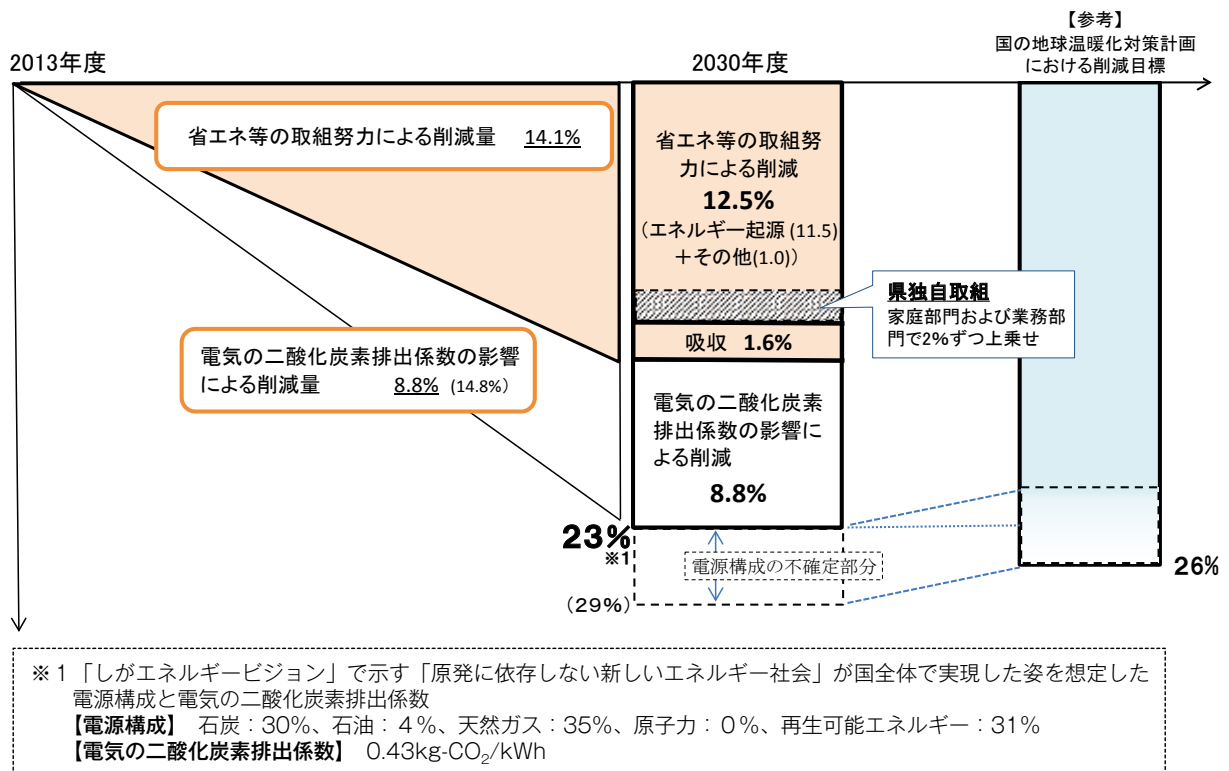 【参考】
国の地球温暖化対策計画
における削減目標
2013年度
2030年度
省エネ等の取組努力による削減量 14.1%
省エネ等の取組努
力による削減
12.5%
（エネルギー起源(11.5)
＋その他(1.0)）
県独自取組
家庭部門および業務部
門で2%ずつ上乗せ
吸収 1.6%
電気の二酸化炭素排出係数の影響
による削減量 8.8% (14.8%)
電気の二酸化炭素
排出係数の影響に
よる削減
8.8%
23%
※1
電源構成の不確定部分
26%
(29%)
※１「しがエネルギービジョン」で示す「原発に依存しない新しいエネルギー社会」が国全体で実現した姿を想定した
電源構成と電気の二酸化炭素排出係数
【電源構成】 石炭：30%、石油：４%、天然ガス：35%、原子力：０%、再生可能エネルギー：31%
【電気の二酸化炭素排出係数】 0.43kg-CO₂/kWh